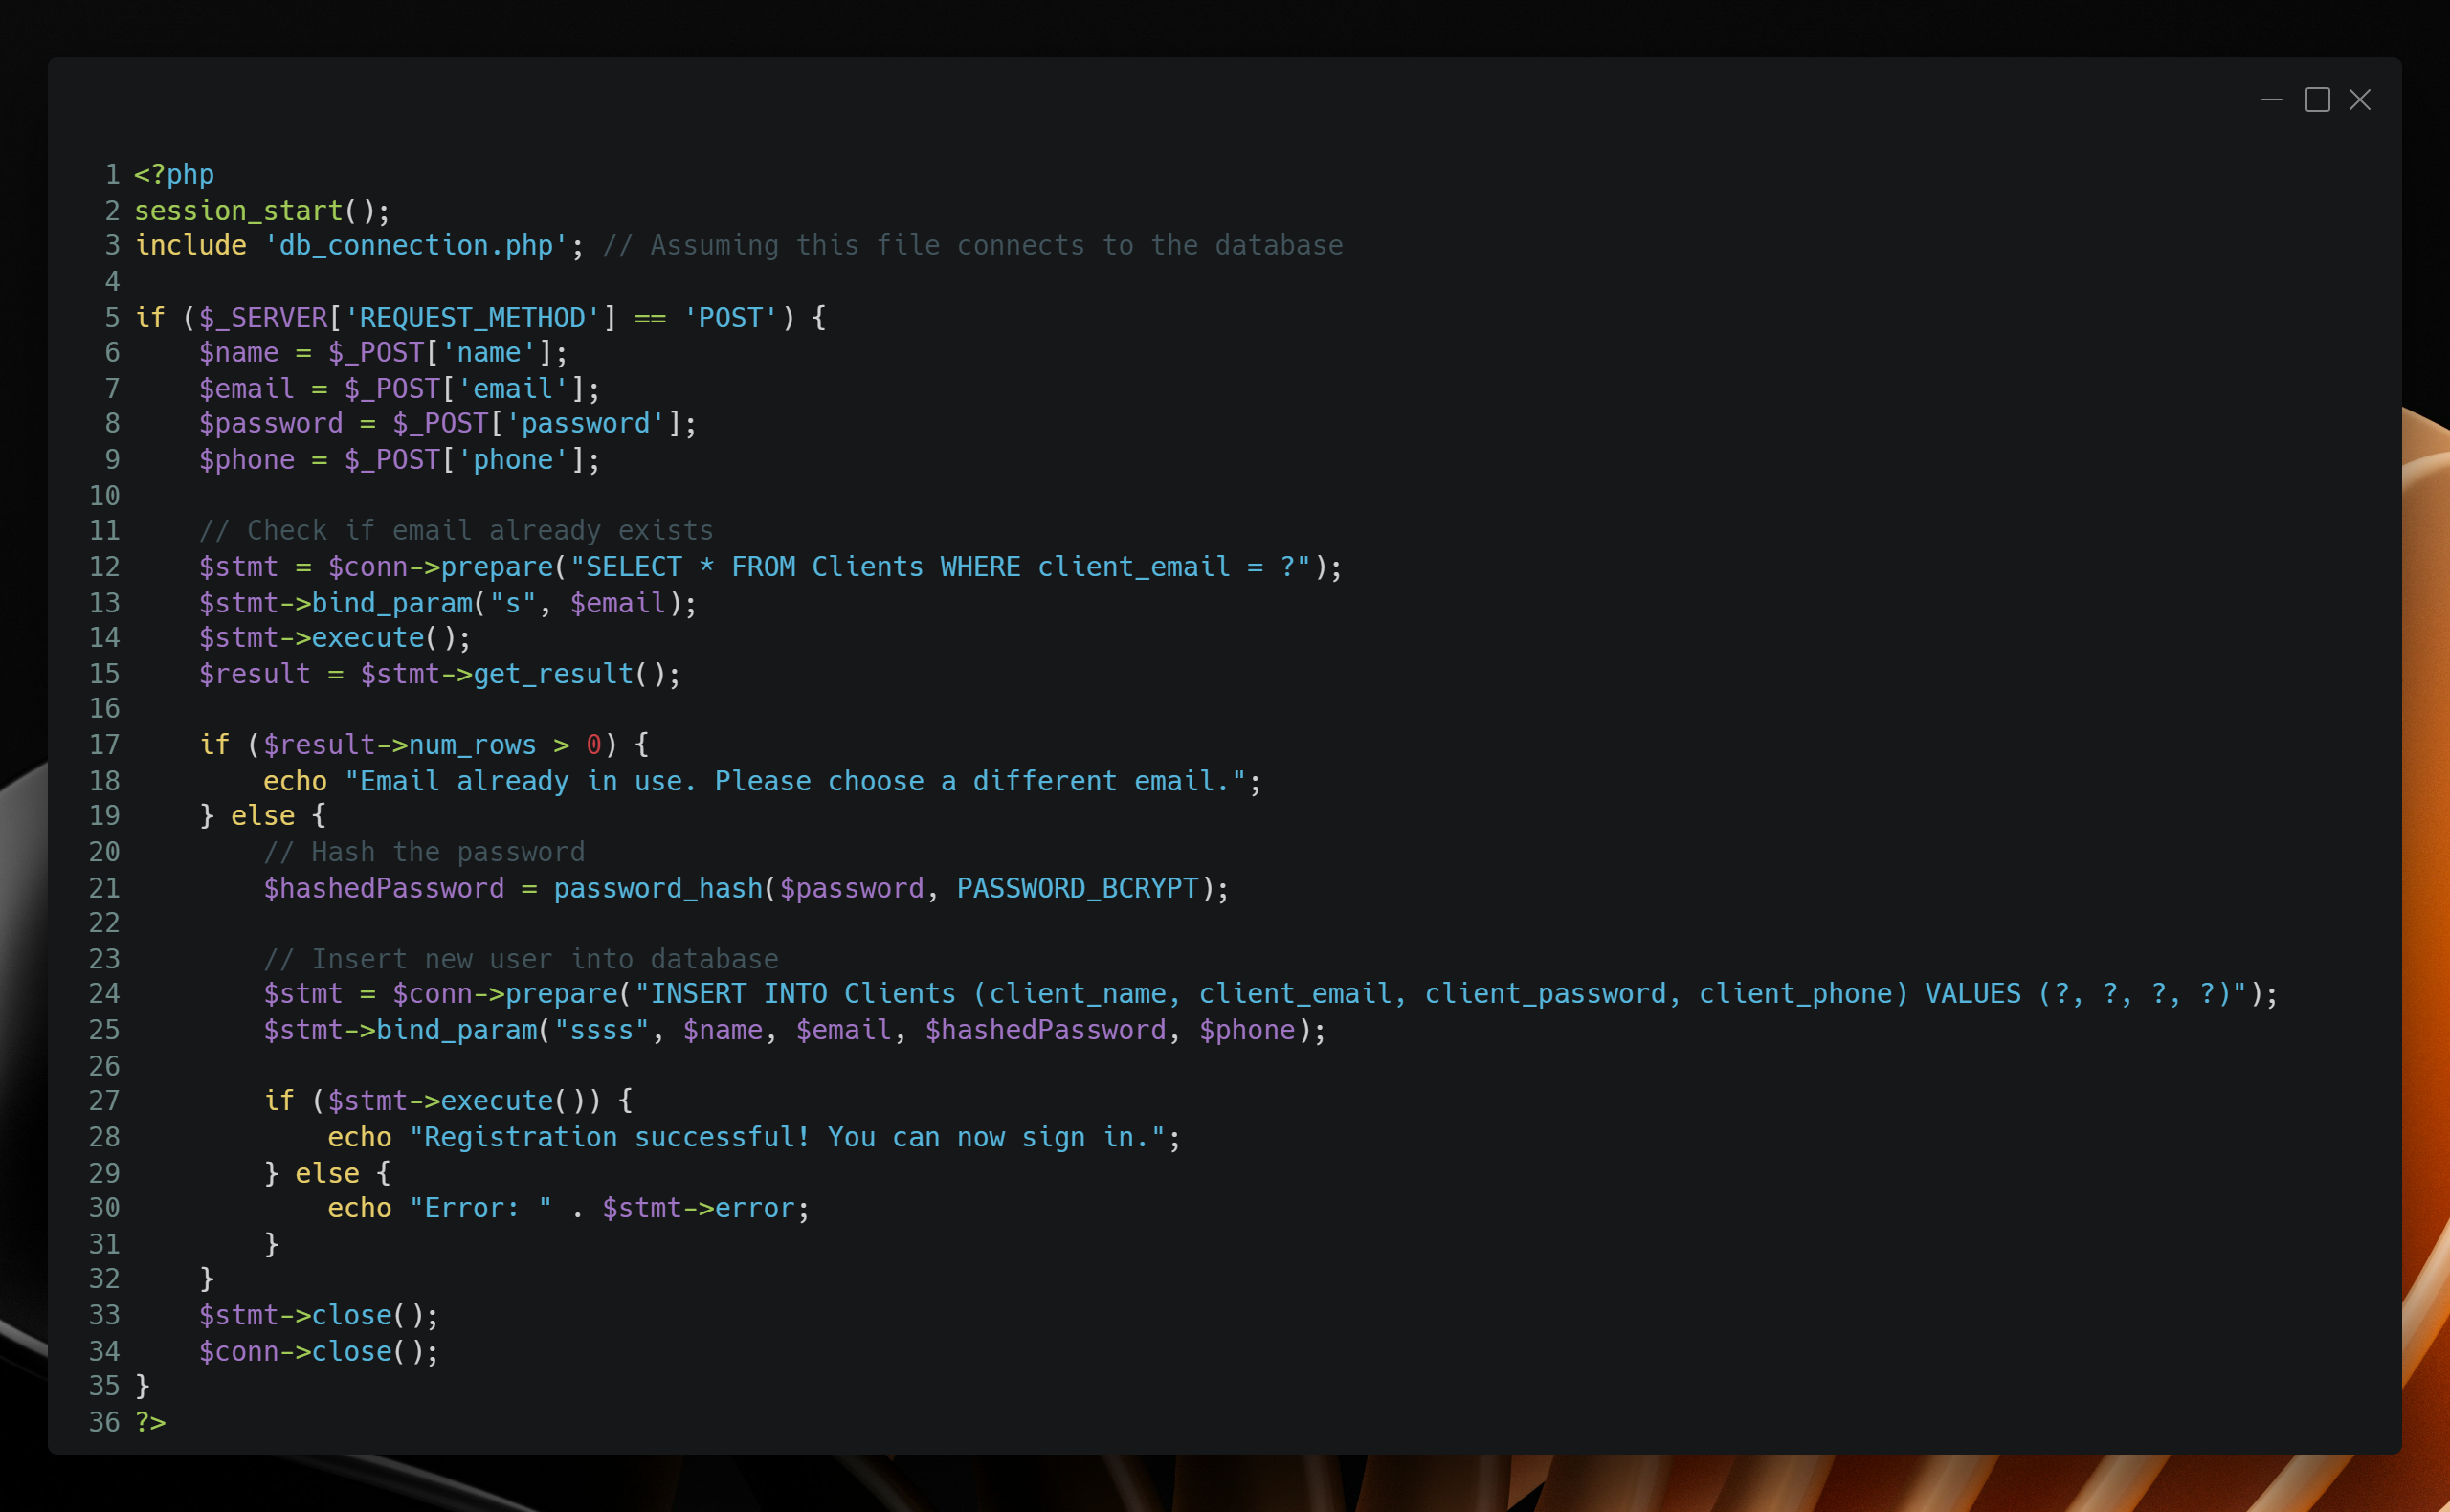 1 <?php
2 session_start();
3 include 'db_connection.php'; // Assuming this file connects to the database
4
5 if ($_SERVER['REQUEST_METHOD'] == 'POST') {
6     $name = $_POST['name'];
7     $email = $_POST['email'];
8     $password = $_POST['password'];
9     $phone = $_POST['phone'];
10
11     // Check if email already exists
12     $stmt = $conn->prepare("SELECT * FROM Clients WHERE client_email = ?");
13     $stmt->bind_param("s", $email);
14     $stmt->execute();
15     $result = $stmt->get_result();
16
17     if ($result->num_rows > 0) {
18         echo "Email already in use. Please choose a different email.";
19     } else {
20         // Hash the password
21         $hashedPassword = password_hash($password, PASSWORD_BCRYPT);
22
23         // Insert new user into database
24         $stmt = $conn->prepare("INSERT INTO Clients (client_name, client_email, client_password, client_phone) VALUES (?, ?, ?, ?)");
25         $stmt->bind_param("ssss", $name, $email, $hashedPassword, $phone);
26
27         if ($stmt->execute()) {
28             echo "Registration successful! You can now sign in.";
29         } else {
30             echo "Error: " . $stmt->error;
31         }
32     }
33     $stmt->close();
34     $conn->close();
35 }
36 ?>